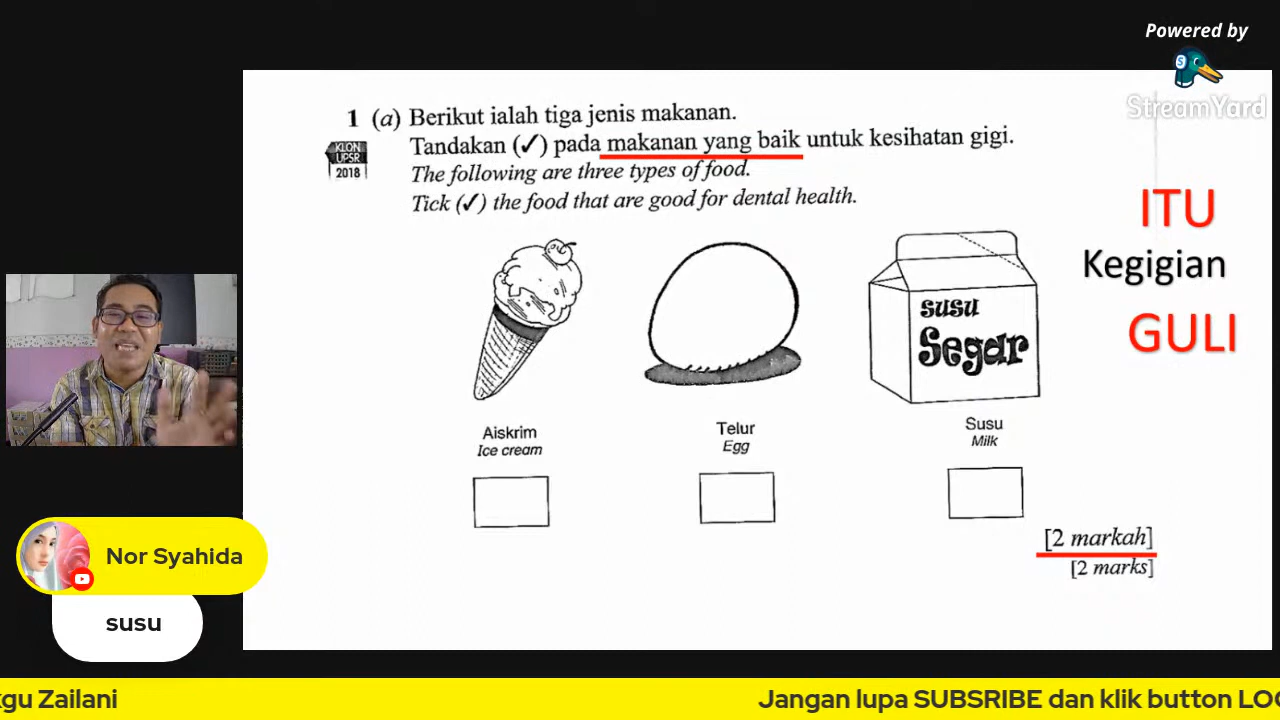 Powered by
S
StreamYard
1 (a) Berikut ialah tiga jenis makanan.
Tandakan (✓) pada makanan yang baik untuk kesihatan gigi.
The following are three types of food.
Tick (✓) the food that are good for dental health.
KLON
UPSR
2018
ITU
Kegigian
GULI
susu
Segar
Aiskrim
Ice cream
Telur
Egg
Susu
Milk
[2 markah]
[2 marks]
Nor Syahida
susu
gu Zailani
Jangan lupa SUBSRIBE dan klik button LO